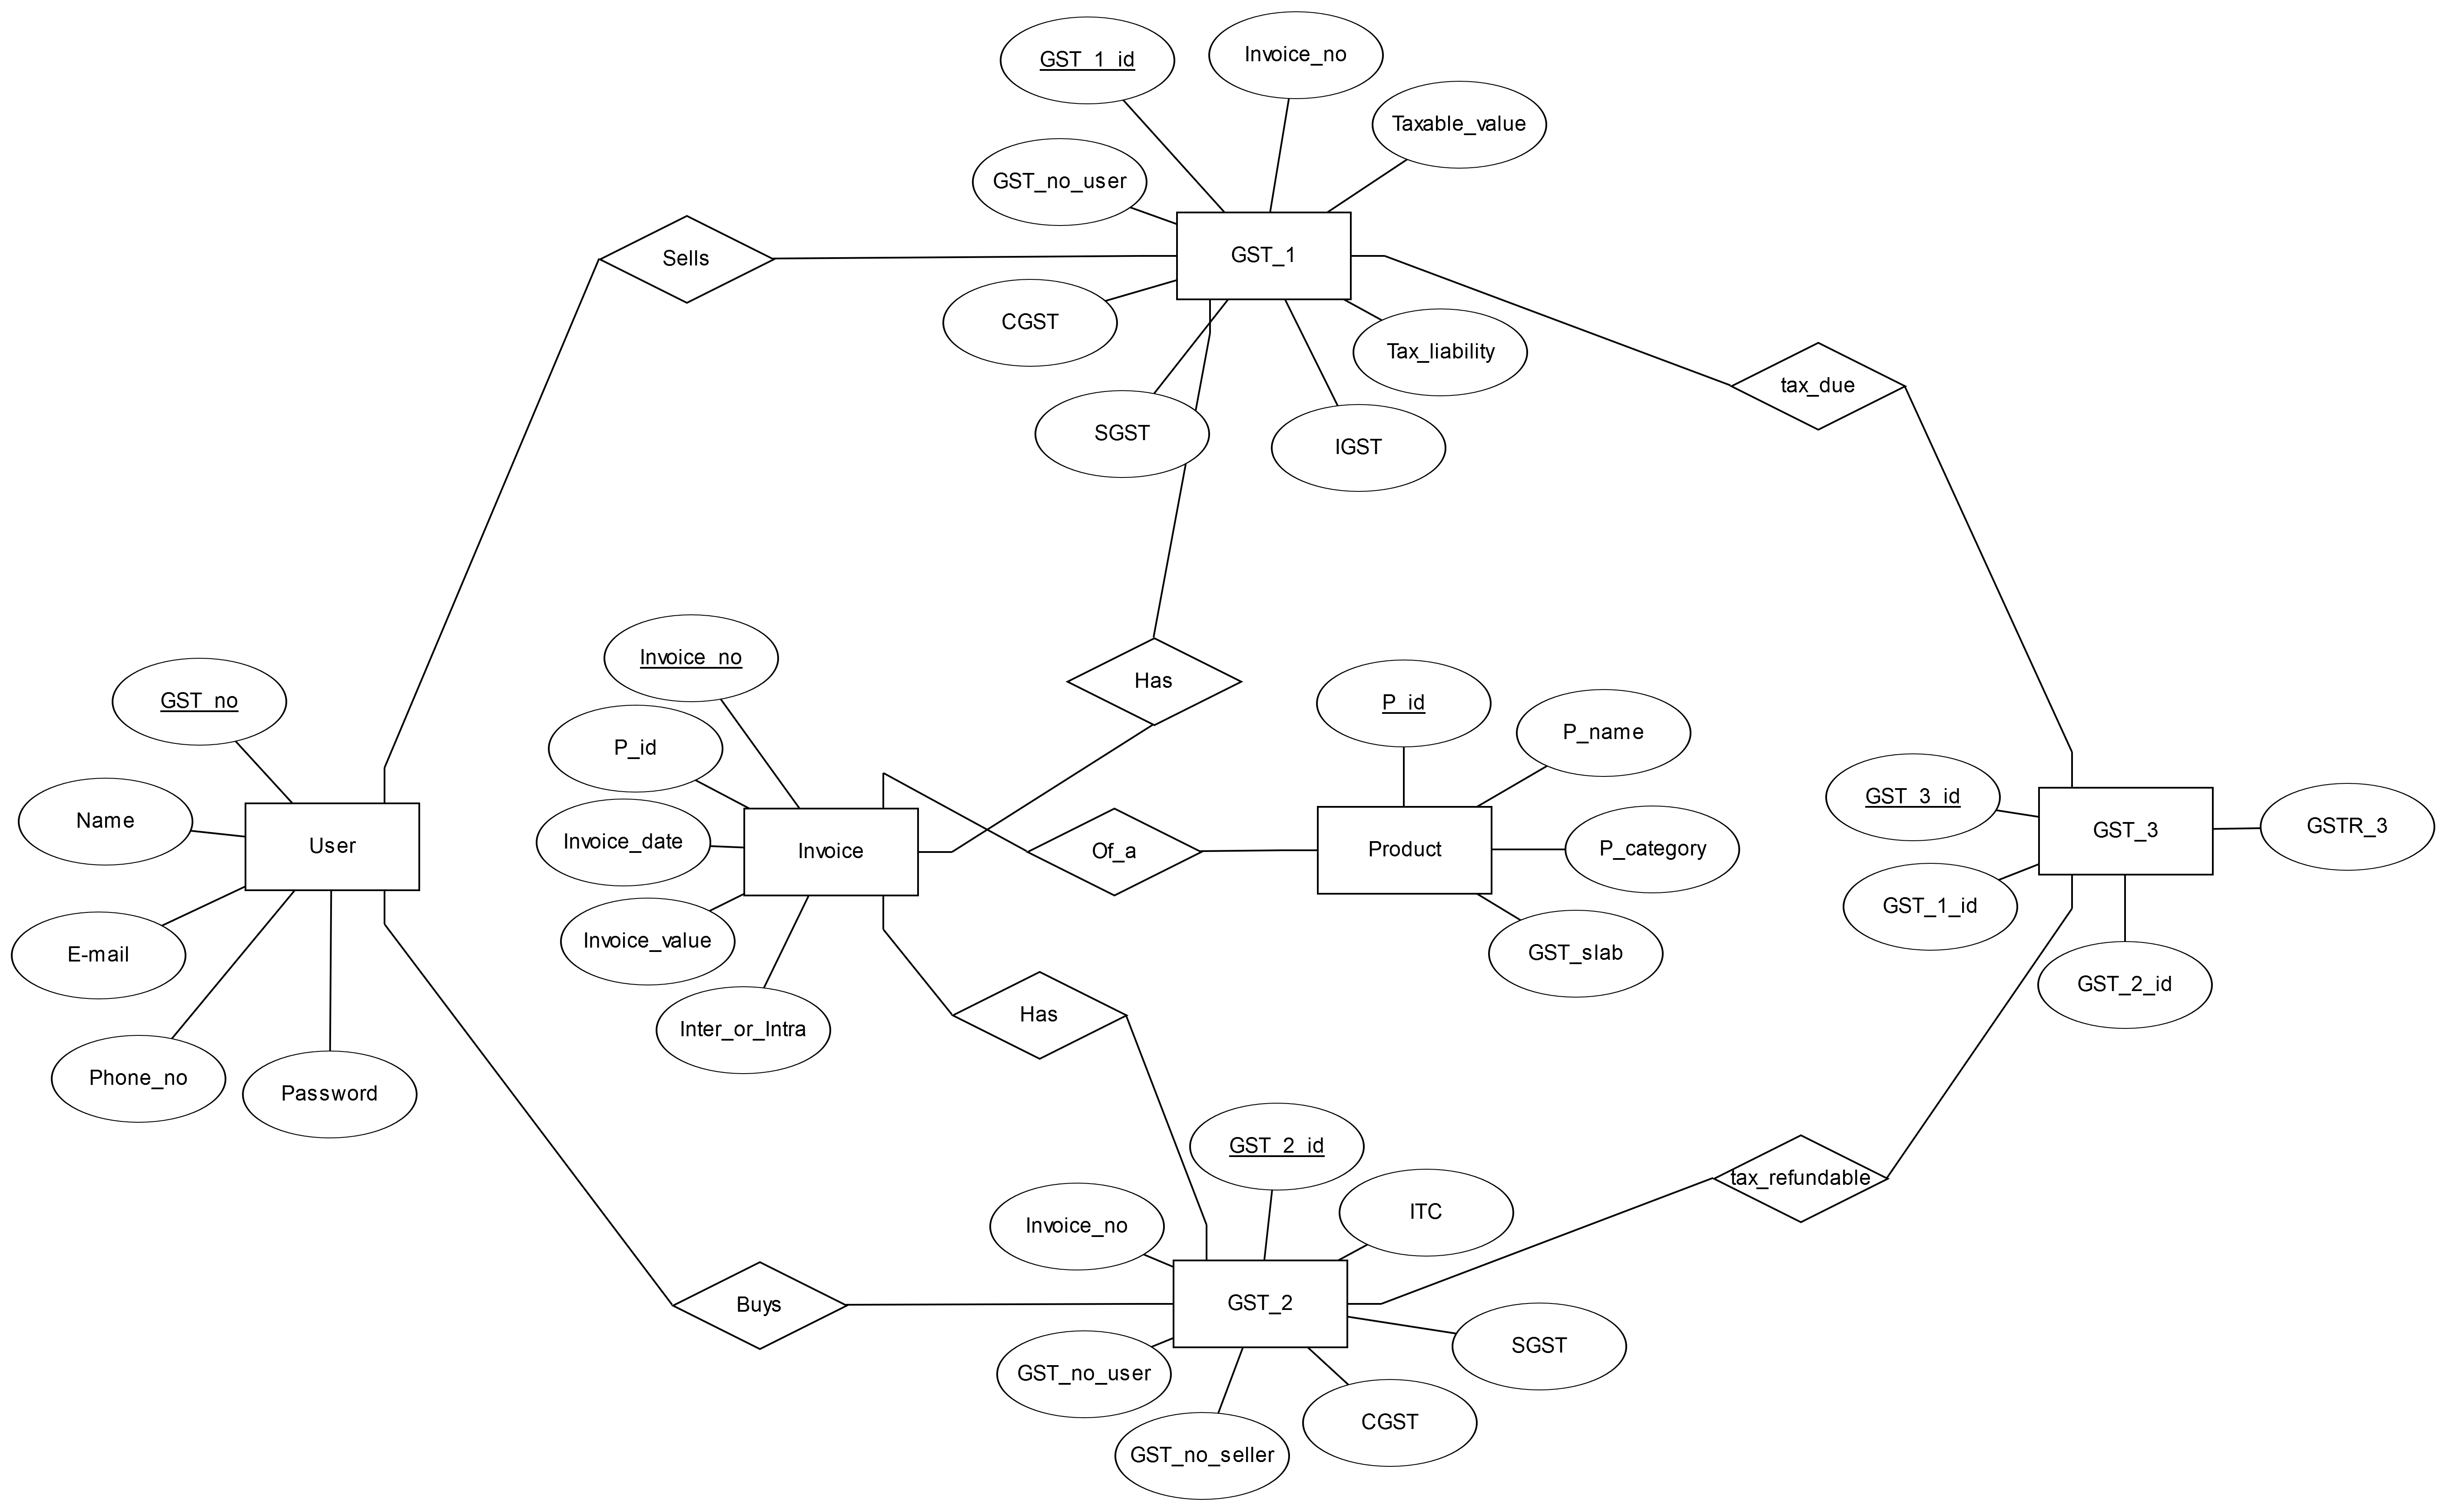 GST_1_id
Invoice_no
Taxable_value
GST_no_user
Sells
GST_1
CGST
Tax_liability
tax_due
SGST
IGST
Invoice_no
Has
GST_no
P_id
P_name
P_id
GST_3_id
Name
Invoice_date
User
Invoice
Of_a
Product
P_category
GST_3
GSTR_3
E-mail
Invoice_value
GST_slab
GST_1_id
GST_2_id
Inter_or_Intra
Has
Phone_no
Password
GST_2_id
Invoice_no
ITC
tax_refundable
Buys
GST_2
SGST
GST_no_user
CGST
GST_no_seller